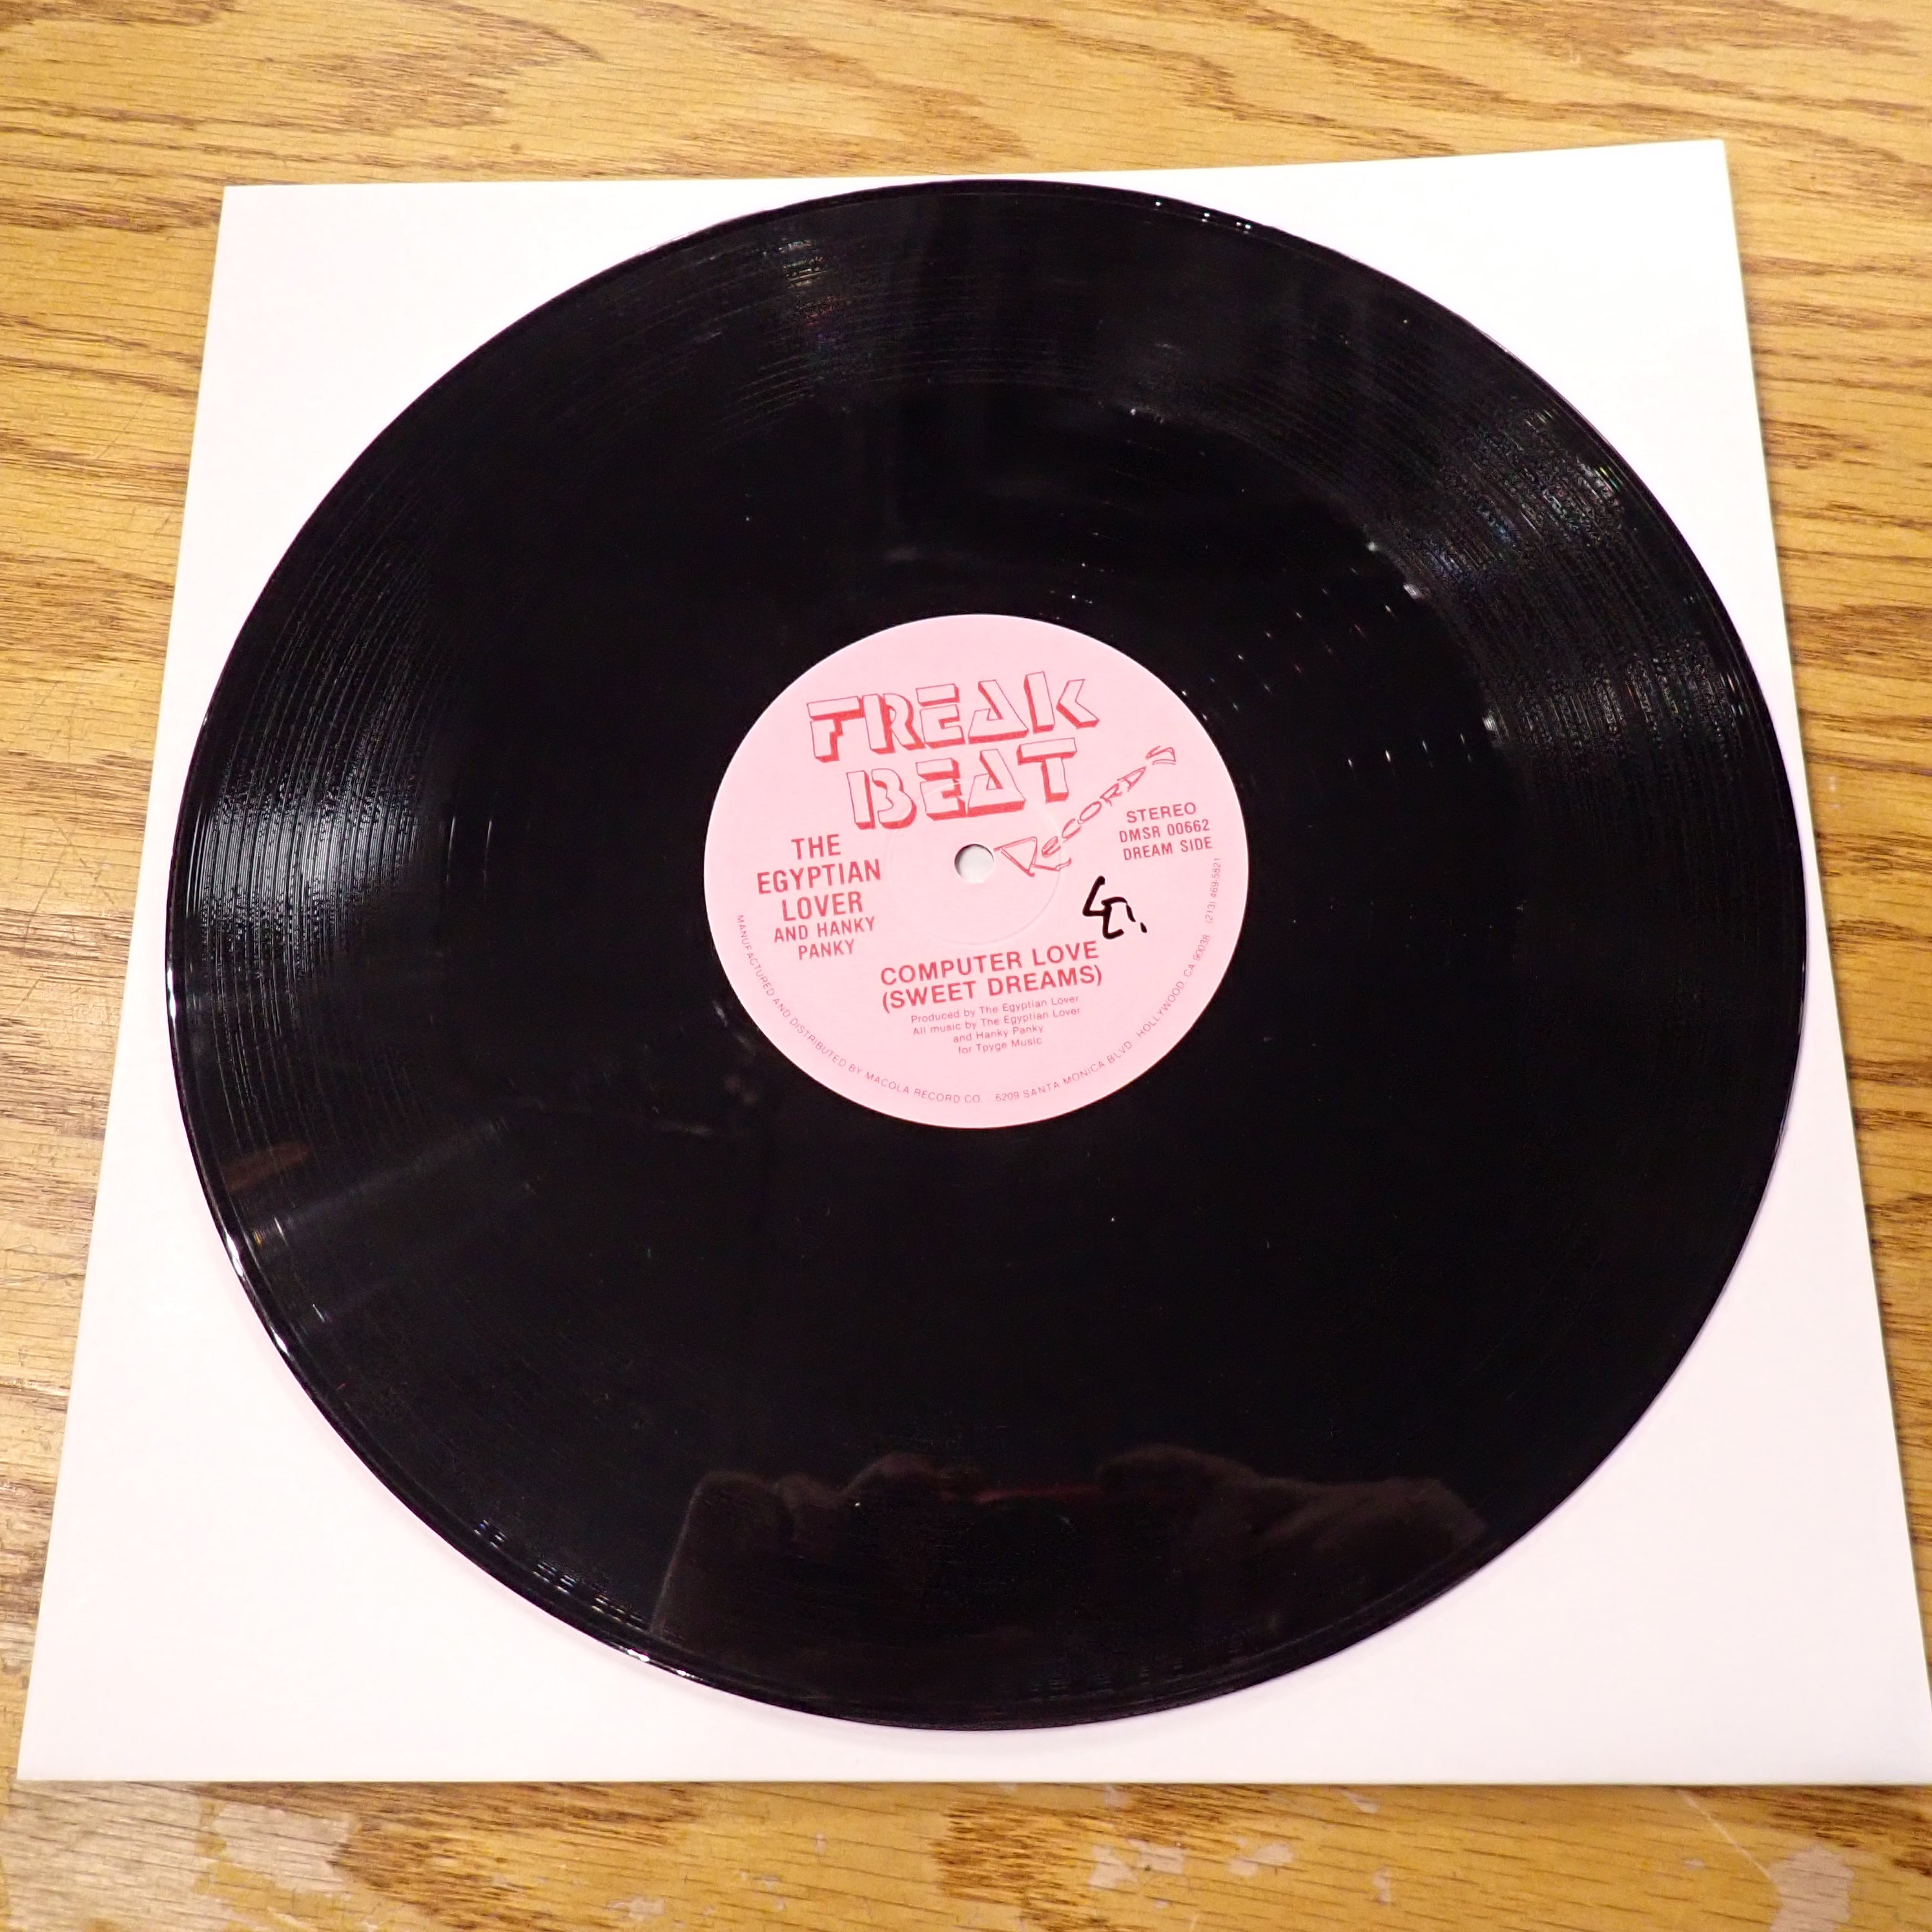 FREAK
BEAT
RECORDS
STEREO
DMSR 00662
DREAM SIDE
THE
EGYPTIAN
LOVER
AND HANKY
PANKY
COMPUTER LOVE
(SWEET DREAMS)
Produced by The Egyptian Lover
All music by The Egyptian Lover
and Hanky Panky
for Tpyge Music
MANUFACTURED AND DISTRIBUTED BY MACOLA RECORD CO. 6209 SANTA MONICA BLVD. HOLLYWOOD, CA 90038 (213) 469-5821